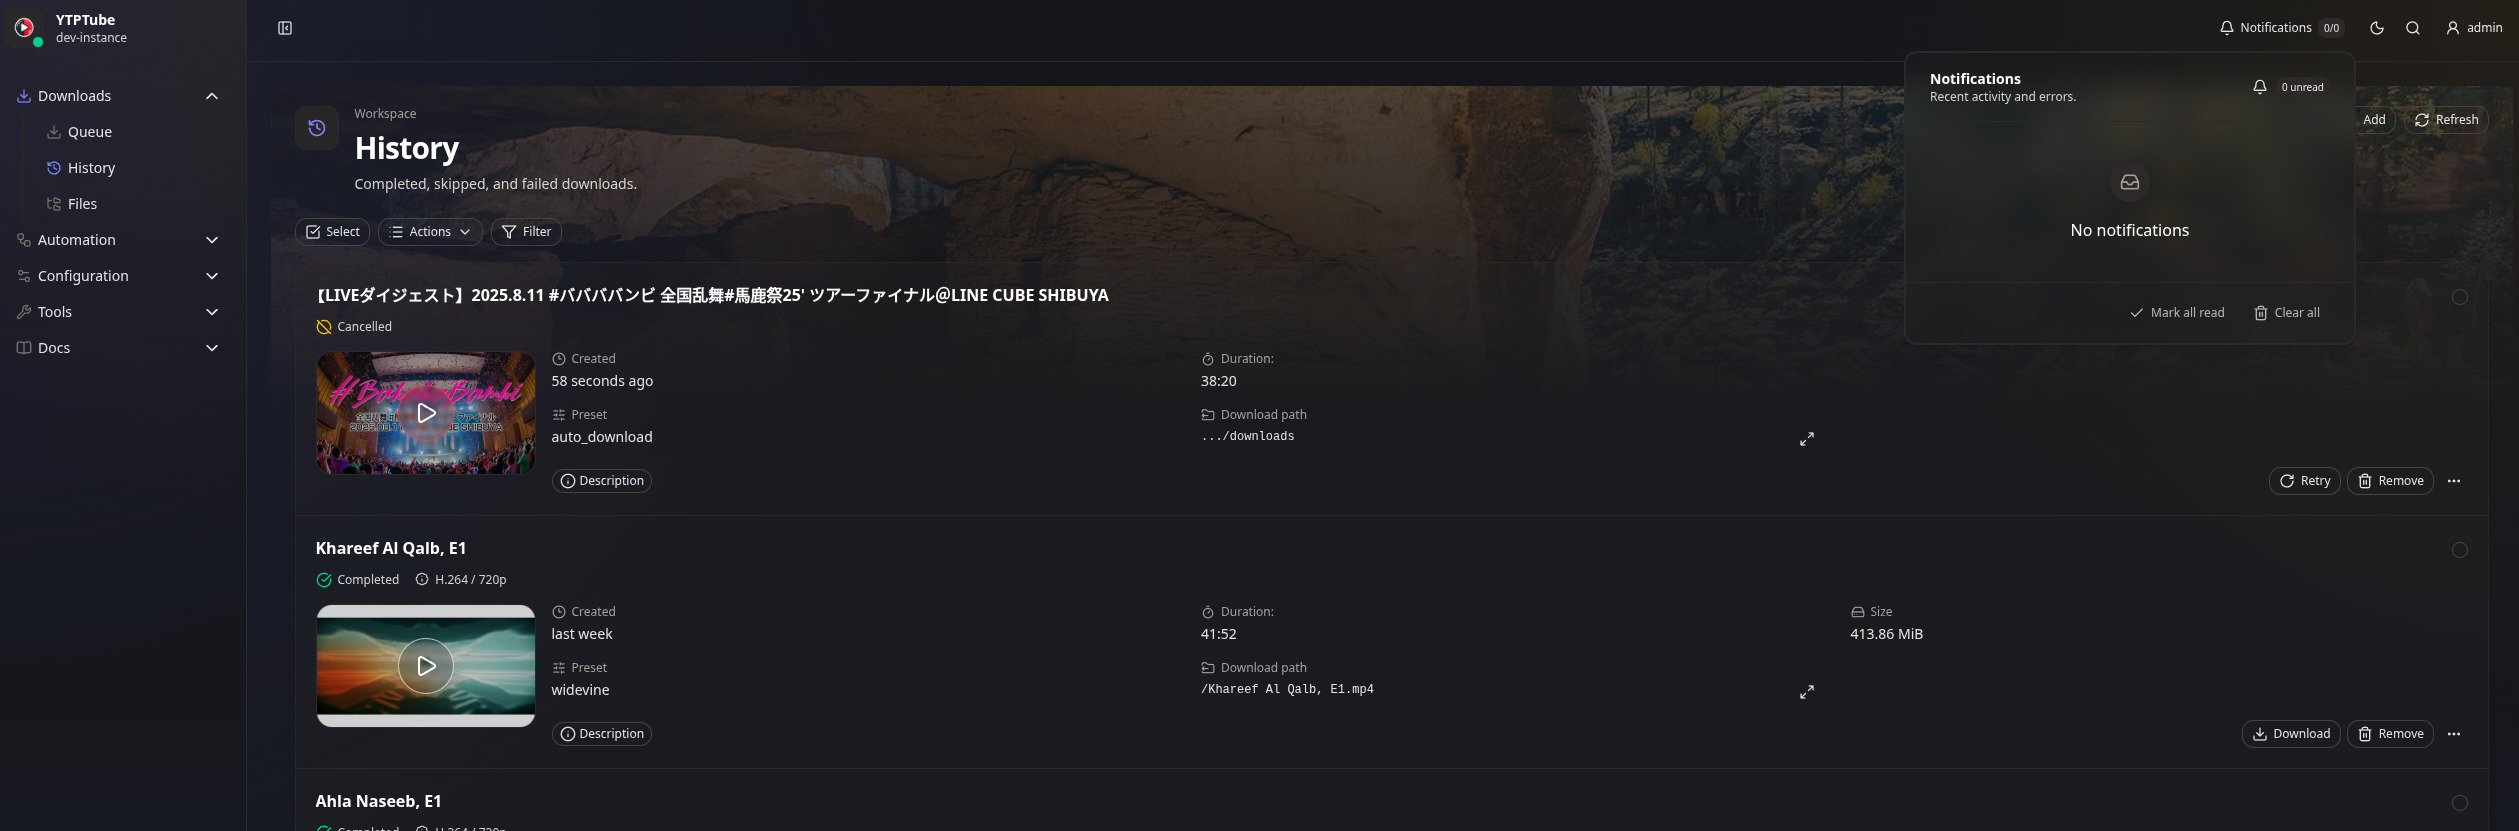 YTPTube
dev-instance
Notifications 0/0
admin
Downloads
Queue
History
Files
Automation
Configuration
Tools
Docs
Notifications
Recent activity and errors.
0 unread
No notifications
Mark all read
Clear all
Workspace
History
Completed, skipped, and failed downloads.
Add
Refresh
Select
Actions
Filter
【LIVEダイジェスト】2025.8.11 #ババババンビ 全国乱舞#馬鹿祭25' ツアーファイナル@LINE CUBE SHIBUYA
Cancelled
Created
58 seconds ago
Duration:
38:20
Preset
auto_download
Download path
.../downloads
Description
Retry
Remove
Khareef Al Qalb, E1
Completed
H.264 / 720p
Created
last week
Duration:
41:52
Size
413.86 MiB
Preset
widevine
Download path
/Khareef Al Qalb, E1.mp4
Description
Download
Remove
Ahla Naseeb, E1
Completed
H.264 / 720p